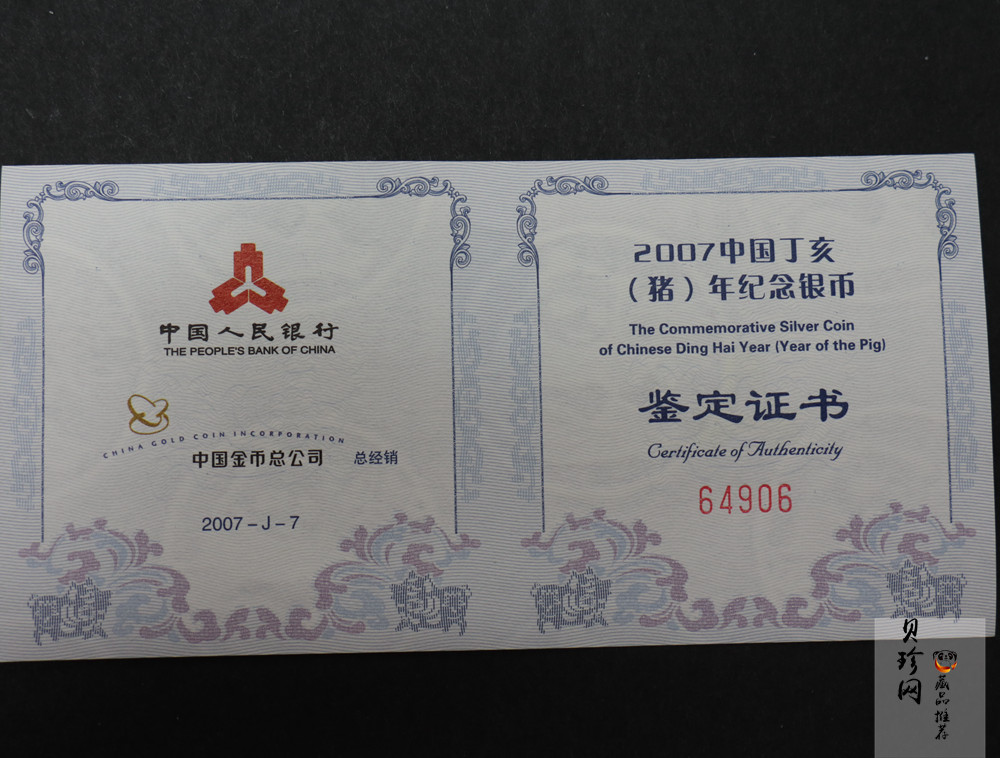 中国人民银行
THE PEOPLE'S BANK OF CHINA
CHINA GOLD COIN INCORPORATION
中国金币总公司 总经销
2007－J－7
2007中国丁亥
（猪）年纪念银币
The Commemorative Silver Coin
of Chinese Ding Hai Year (Year of the Pig)
鉴定证书
Certificate of Authenticity
64906
贝珍网
藏品推荐